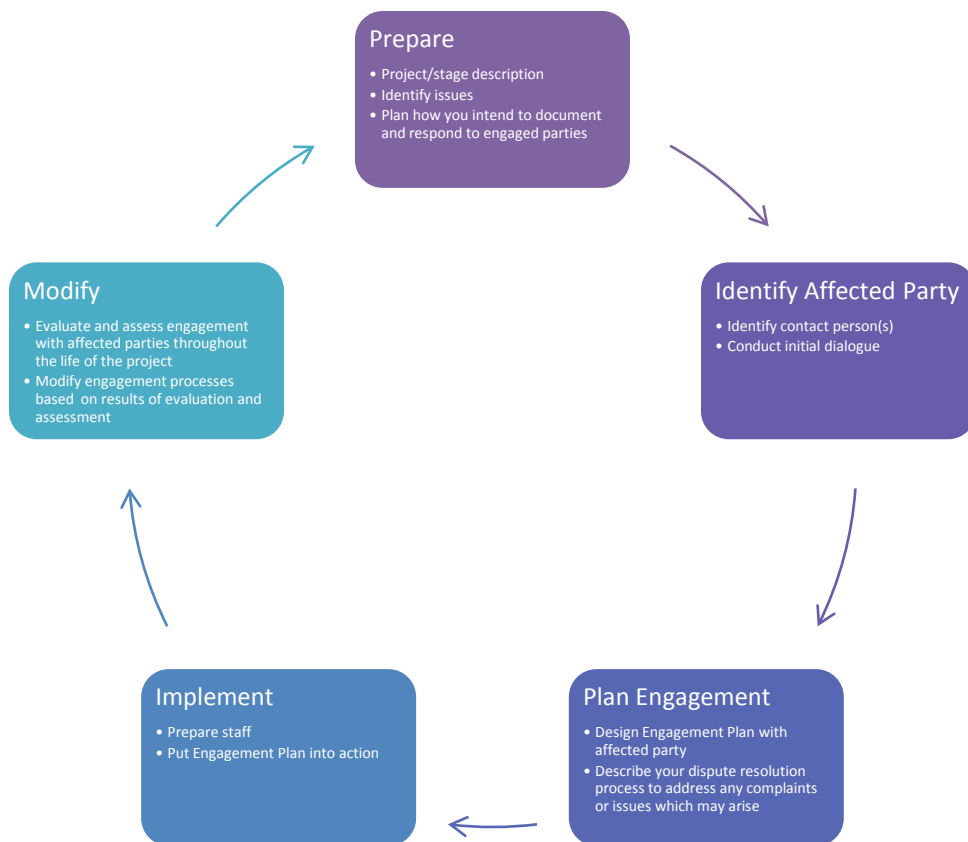 Prepare
• Project/stage description
• Identify issues
• Plan how you intend to document
and respond to engaged parties
Identify Affected Party
• Identify contact person(s)
• Conduct initial dialogue
Plan Engagement
• Design Engagement Plan with
affected party
• Describe your dispute resolution
process to address any complaints
or issues which may arise
Implement
• Prepare staff
• Put Engagement Plan into action
Modify
• Evaluate and assess engagement
with affected parties throughout
the life of the project
• Modify engagement processes
based on results of evaluation and
assessment